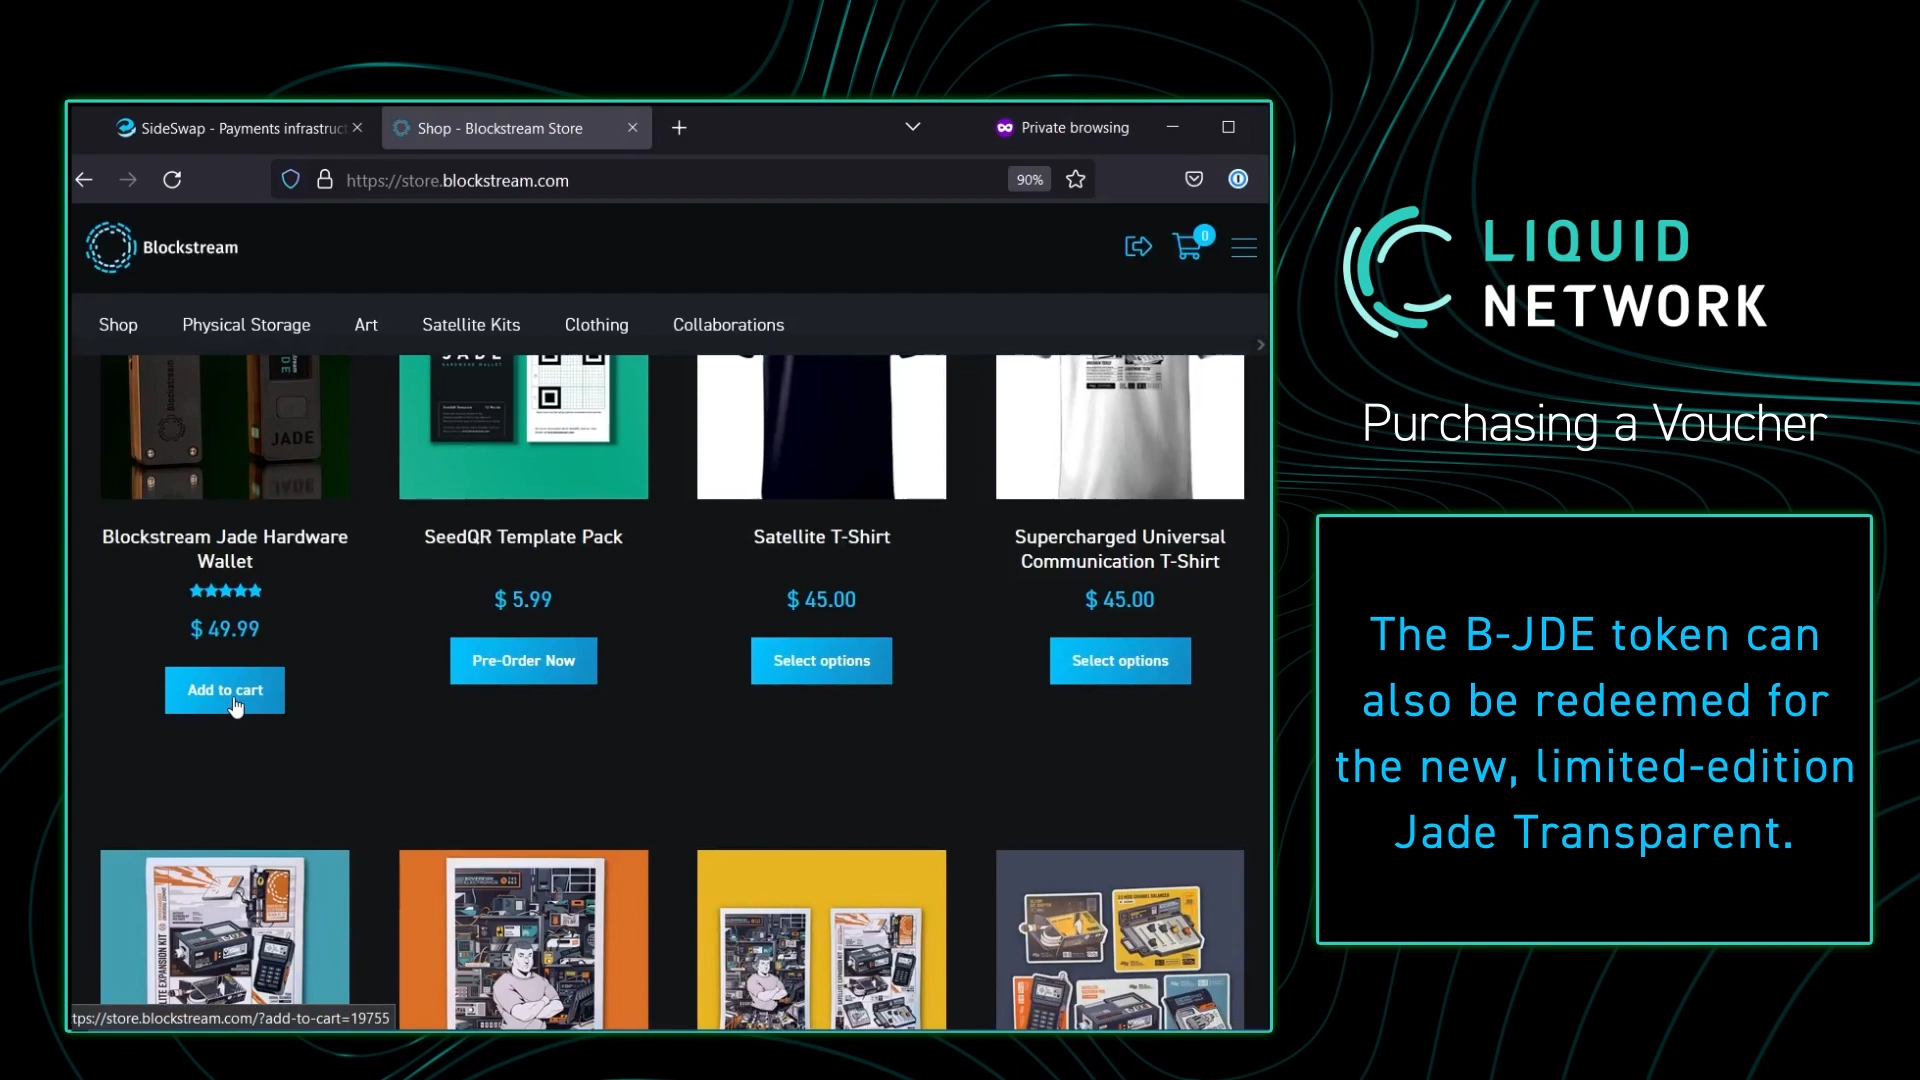 SideSwap - Payments infrastruct
Shop - Blockstream Store
Private browsing
https://store.blockstream.com
90%
Blockstream
0
Shop
Physical Storage
Art
Satellite Kits
Clothing
Collaborations
JADE
Blockstream Jade Hardware
Wallet
$ 49.99
Add to cart
SeedQR Template Pack
$ 5.99
Pre-Order Now
Satellite T-Shirt
$ 45.00
Select options
Supercharged Universal
Communication T-Shirt
$ 45.00
Select options
tps://store.blockstream.com/?add-to-cart=19755
LIQUID
NETWORK
Purchasing a Voucher
The B-JDE token can
also be redeemed for
the new, limited-edition
Jade Transparent.